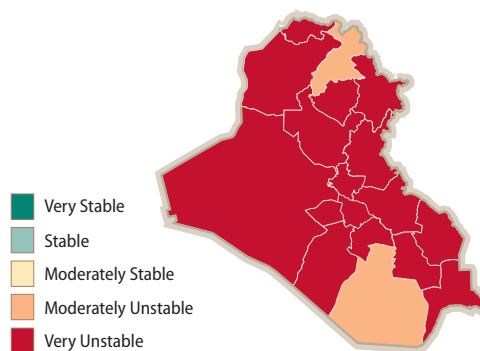 Very Stable
Stable
Moderately Stable
Moderately Unstable
Very Unstable